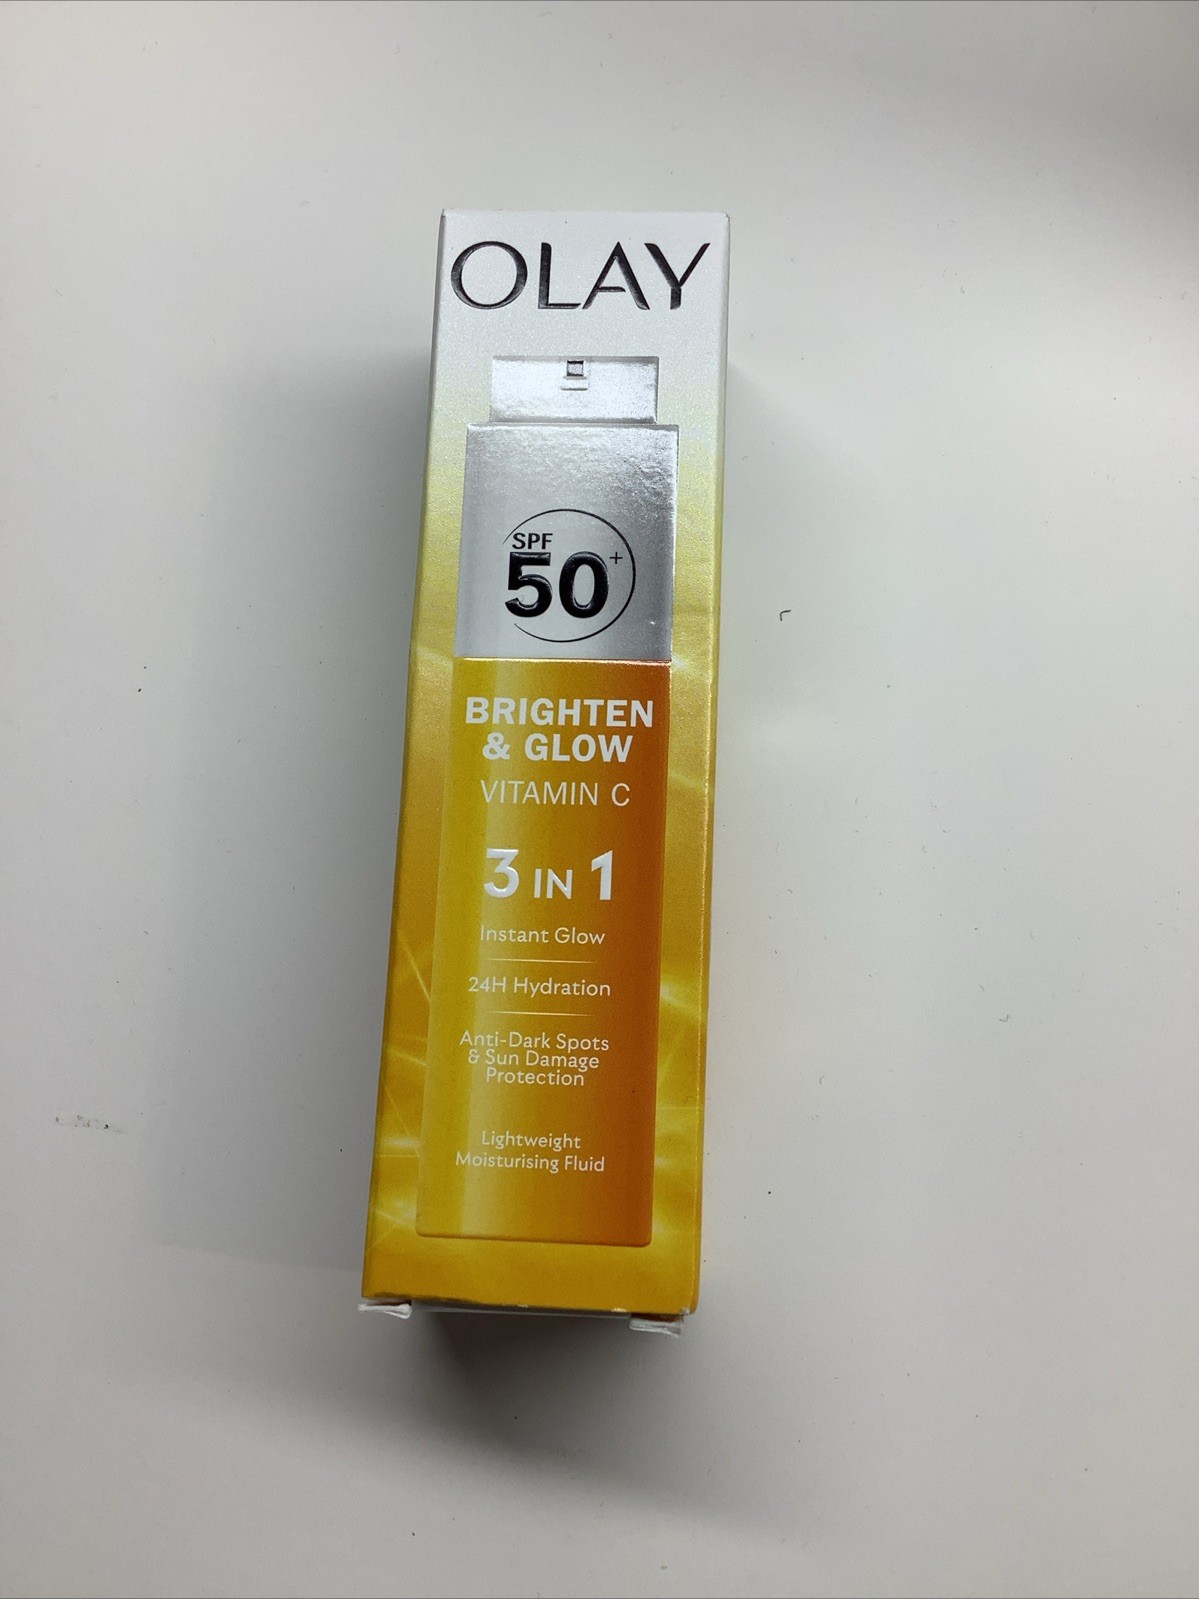 OLAY
SPF
50+
BRIGHTEN
& GLOW
VITAMIN C
3 IN 1
Instant Glow
24H Hydration
Anti-Dark Spots
& Sun Damage
Protection
Lightweight
Moisturising Fluid